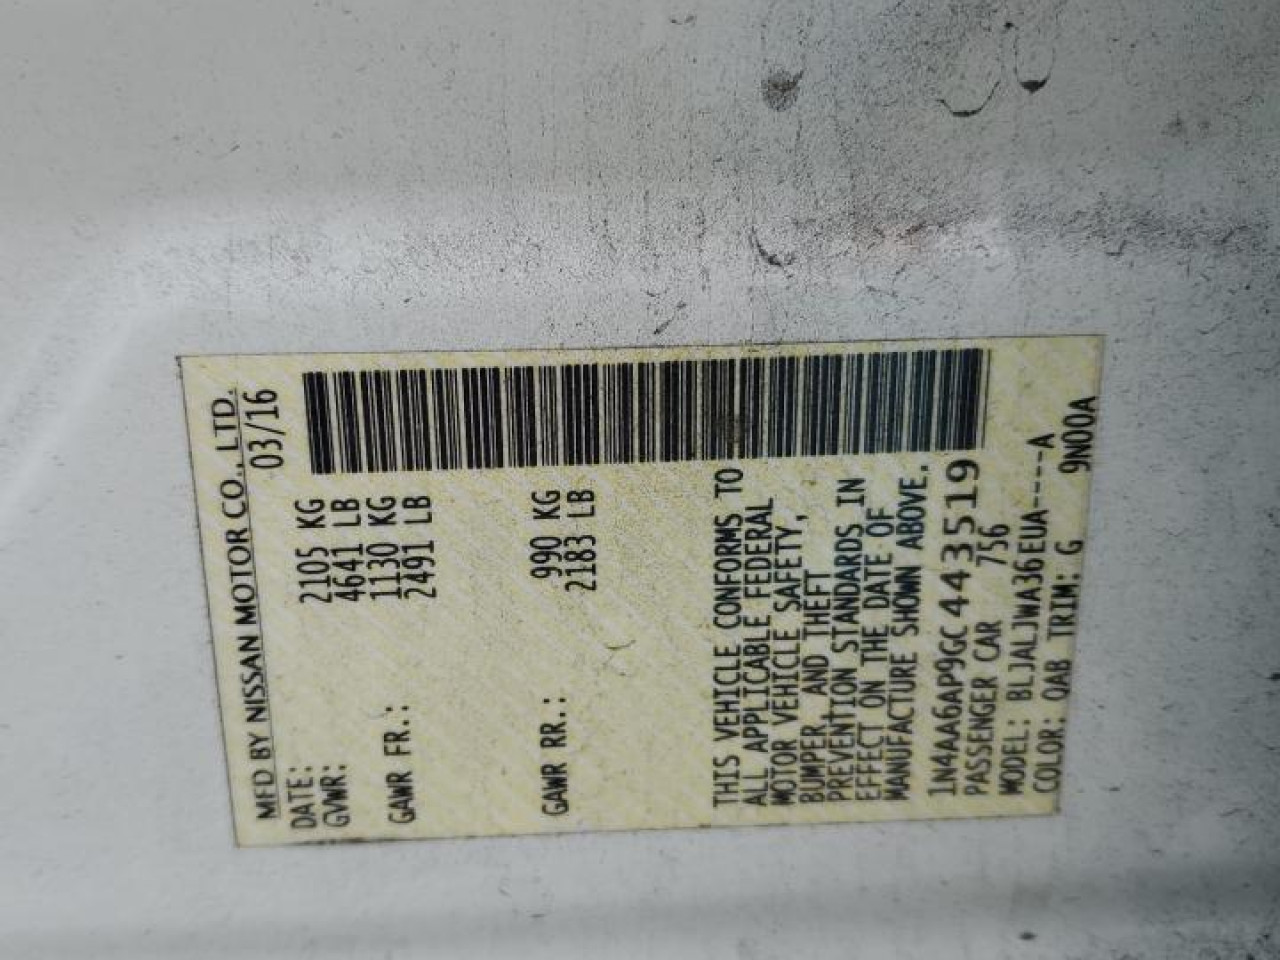 MFD BY NISSAN MOTOR CO., LTD.
DATE: 03/16
GVWR: 2105 KG
4641 LB
GAWR FR.: 1130 KG
2491 LB
GAWR RR.: 990 KG
2183 LB
THIS VEHICLE CONFORMS TO
ALL APPLICABLE FEDERAL
MOTOR VEHICLE SAFETY,
BUMPER AND THEFT
PREVENTION STANDARDS IN
EFFECT ON THE DATE OF
MANUFACTURE SHOWN ABOVE.
1N4AA6AP9GC443519
PASSENGER CAR 756
MODEL: BLJALJWA36EUA-----A
COLOR: QAB TRIM: G 9N00A